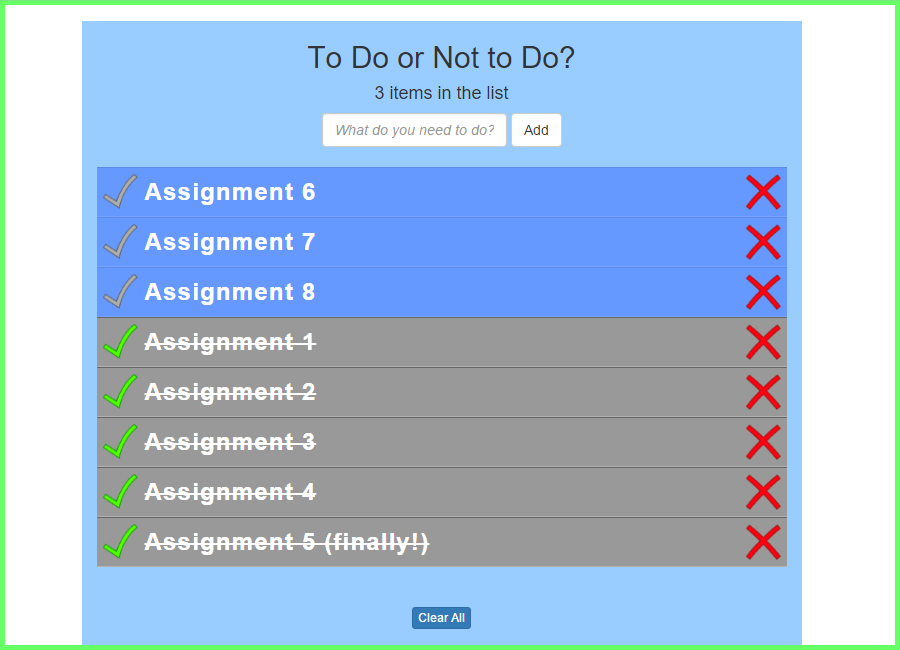 To Do or Not to Do?
3 items in the list
What do you need to do? Add
Assignment 6
Assignment 7
Assignment 8
Assignment 1
Assignment 2
Assignment 3
Assignment 4
Assignment 5 (finally!)
Clear All